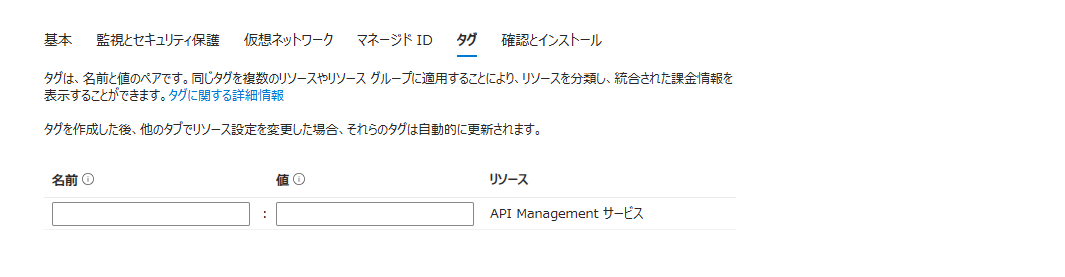 基本 監視とセキュリティ保護 仮想ネットワーク マネージド ID タグ 確認とインストール
タグは、名前と値のペアです。同じタグを複数のリソースやリソース グループに適用することにより、リソースを分類し、統合された課金情報を
表示することができます。タグに関する詳細情報
タグを作成した後、他のタブでリソース設定を変更した場合、それらのタグは自動的に更新されます。
名前 値 リソース
: API Management サービス